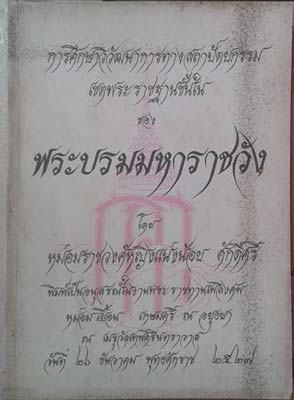 การศึกษาวิวัฒนาการทางสถาปัตยกรรม
เขตพระราชฐานชั้นใน
ของ
พระบรมมหาราชวัง
โดย
หม่อมราชวงศ์หญิงแน่งน้อย ศักดิ์ศรี
พิมพ์เป็นอนุสรณ์ในงานพระราชทานเพลิงศพ
หม่อมเยื้อน เกษมศรี ณ อยุธยา
ณ เมรุวัดเทพศิรินทราวาส
วันที่ ๒๖ ธันวาคม พุทธศักราช ๒๕๒๗